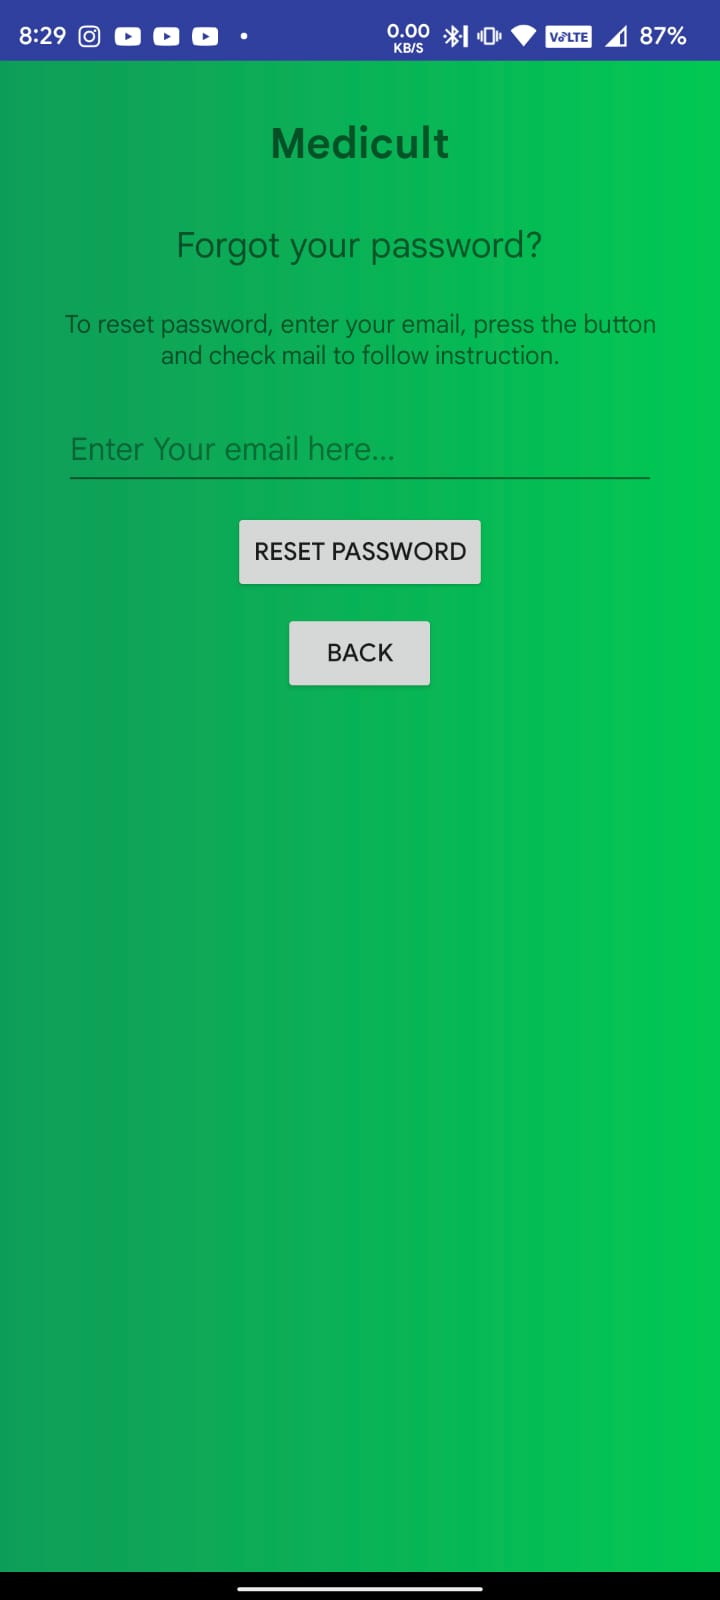 8:29 0.00 KB/S VoLTE 87%
Medicult
Forgot your password?
To reset password, enter your email, press the button
and check mail to follow instruction.
Enter Your email here...
RESET PASSWORD
BACK